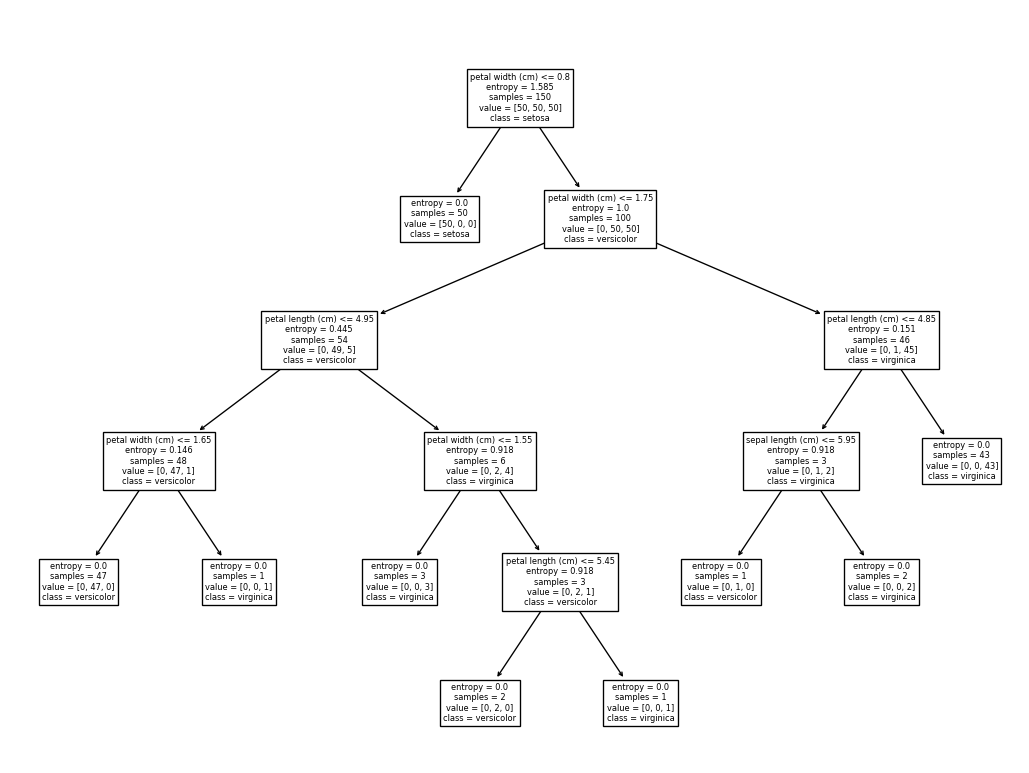 petal width (cm) <= 0.8
entropy = 1.585
samples = 150
value = [50, 50, 50]
class = setosa
entropy = 0.0
samples = 50
value = [50, 0, 0]
class = setosa
petal width (cm) <= 1.75
entropy = 1.0
samples = 100
value = [0, 50, 50]
class = versicolor
petal length (cm) <= 4.95
entropy = 0.445
samples = 54
value = [0, 49, 5]
class = versicolor
petal length (cm) <= 4.85
entropy = 0.151
samples = 46
value = [0, 1, 45]
class = virginica
petal width (cm) <= 1.65
entropy = 0.146
samples = 48
value = [0, 47, 1]
class = versicolor
petal width (cm) <= 1.55
entropy = 0.918
samples = 6
value = [0, 2, 4]
class = virginica
sepal length (cm) <= 5.95
entropy = 0.918
samples = 3
value = [0, 1, 2]
class = virginica
entropy = 0.0
samples = 43
value = [0, 0, 43]
class = virginica
entropy = 0.0
samples = 47
value = [0, 47, 0]
class = versicolor
entropy = 0.0
samples = 1
value = [0, 0, 1]
class = virginica
entropy = 0.0
samples = 3
value = [0, 0, 3]
class = virginica
petal length (cm) <= 5.45
entropy = 0.918
samples = 3
value = [0, 2, 1]
class = versicolor
entropy = 0.0
samples = 1
value = [0, 1, 0]
class = versicolor
entropy = 0.0
samples = 2
value = [0, 0, 2]
class = virginica
entropy = 0.0
samples = 2
value = [0, 2, 0]
class = versicolor
entropy = 0.0
samples = 1
value = [0, 0, 1]
class = virginica